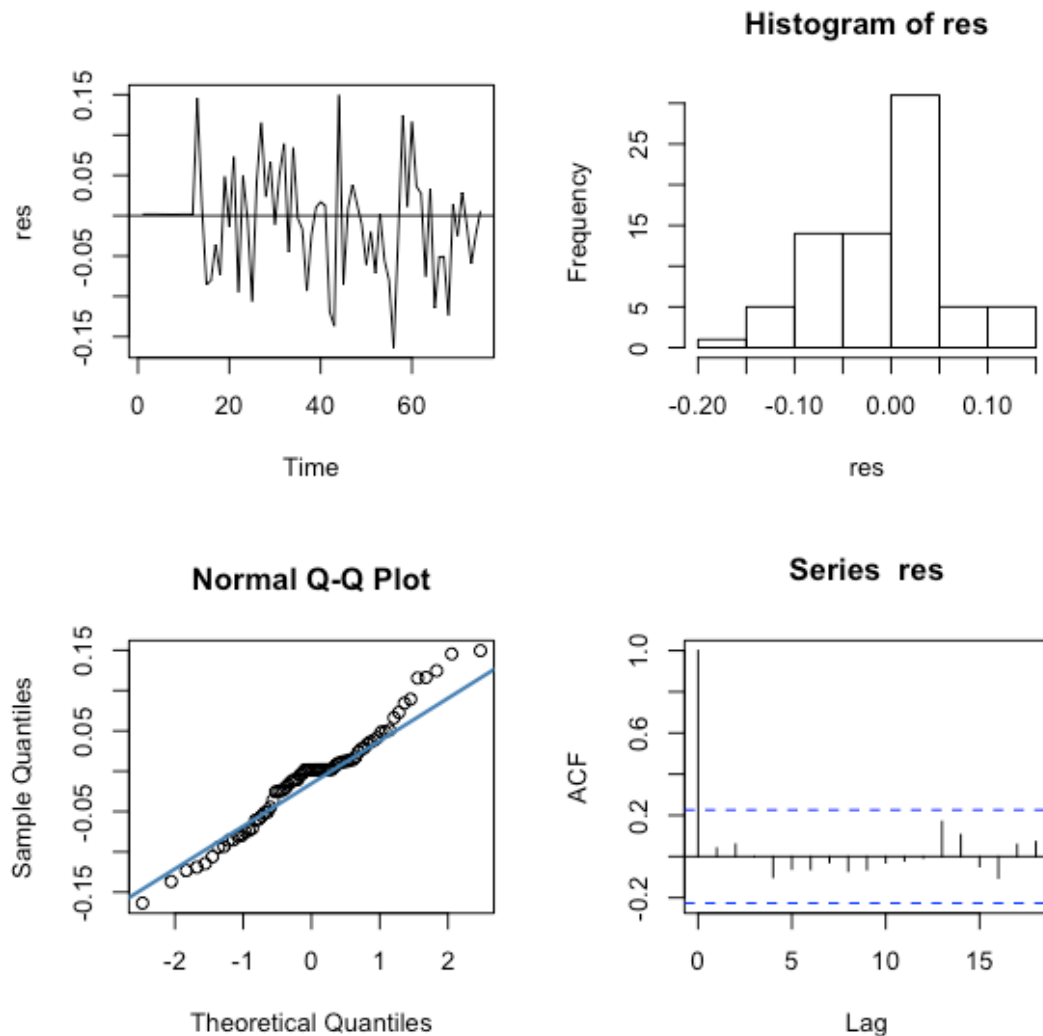 res
0.15
0.05
-0.05
-0.15
0 20 40 60
Time
Histogram of res
Frequency
25
15
5
0
-0.20 -0.10 0.00 0.10
res
Normal Q-Q Plot
Sample Quantiles
0.15
0.05
-0.05
-0.15
-2 -1 0 1 2
Theoretical Quantiles
Series res
ACF
1.0
0.6
0.2
-0.2
0 5 10 15
Lag